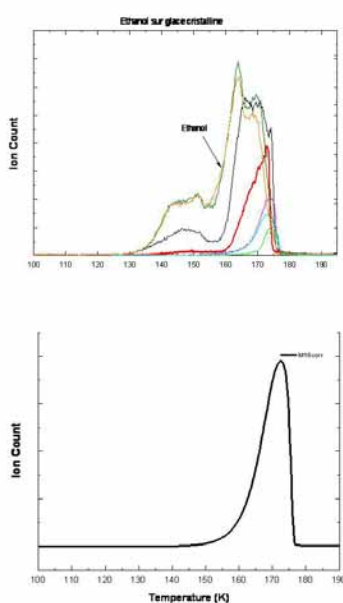 Ethanol sur glace cristalline
Ion Count
Ethanol
100 110 120 130 140 150 160 170 180 190
Ion Count
100 110 120 130 140 150 160 170 180 190
Temperature [K]